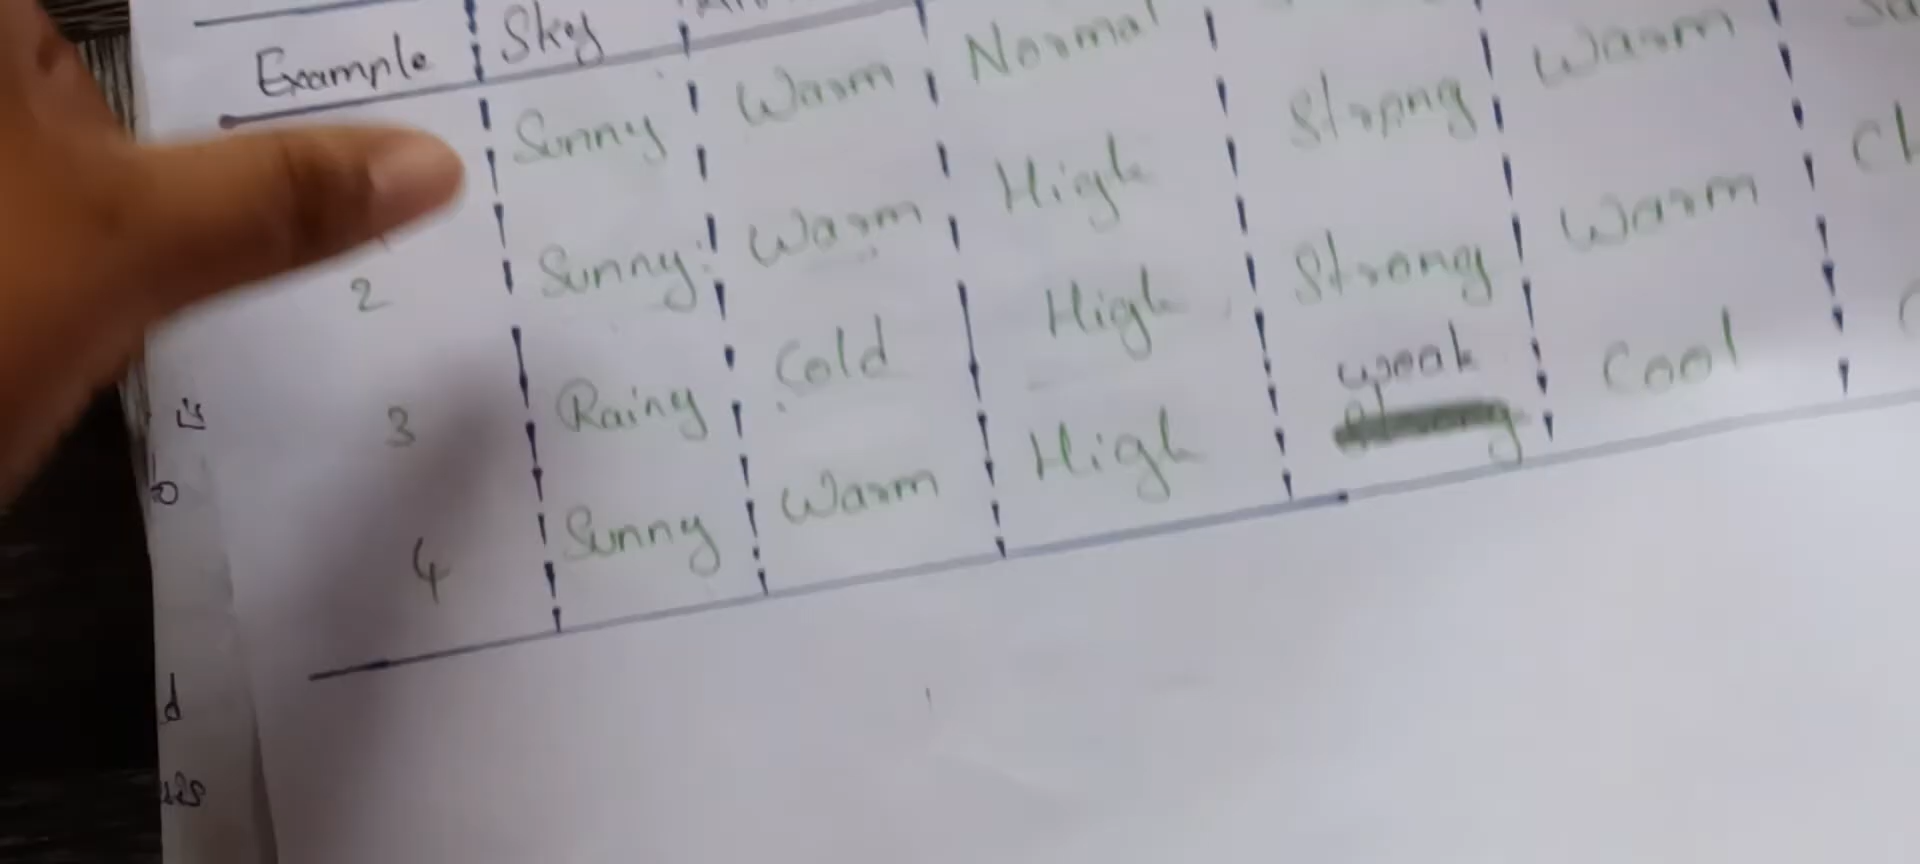 Example Sky
Sunny Warm Normal
2 Sunny Warm High Strong Warm
3 Rainy Cold High Strong Warm
4 Sunny Warm High weak Cool